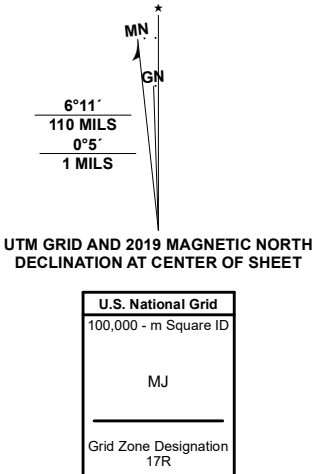 ★
MN
GN
6°11´
110 MILS
0°5´
1 MILS
UTM GRID AND 2019 MAGNETIC NORTH
DECLINATION AT CENTER OF SHEET
U.S. National Grid
100,000 - m Square ID
MJ
Grid Zone Designation
17R